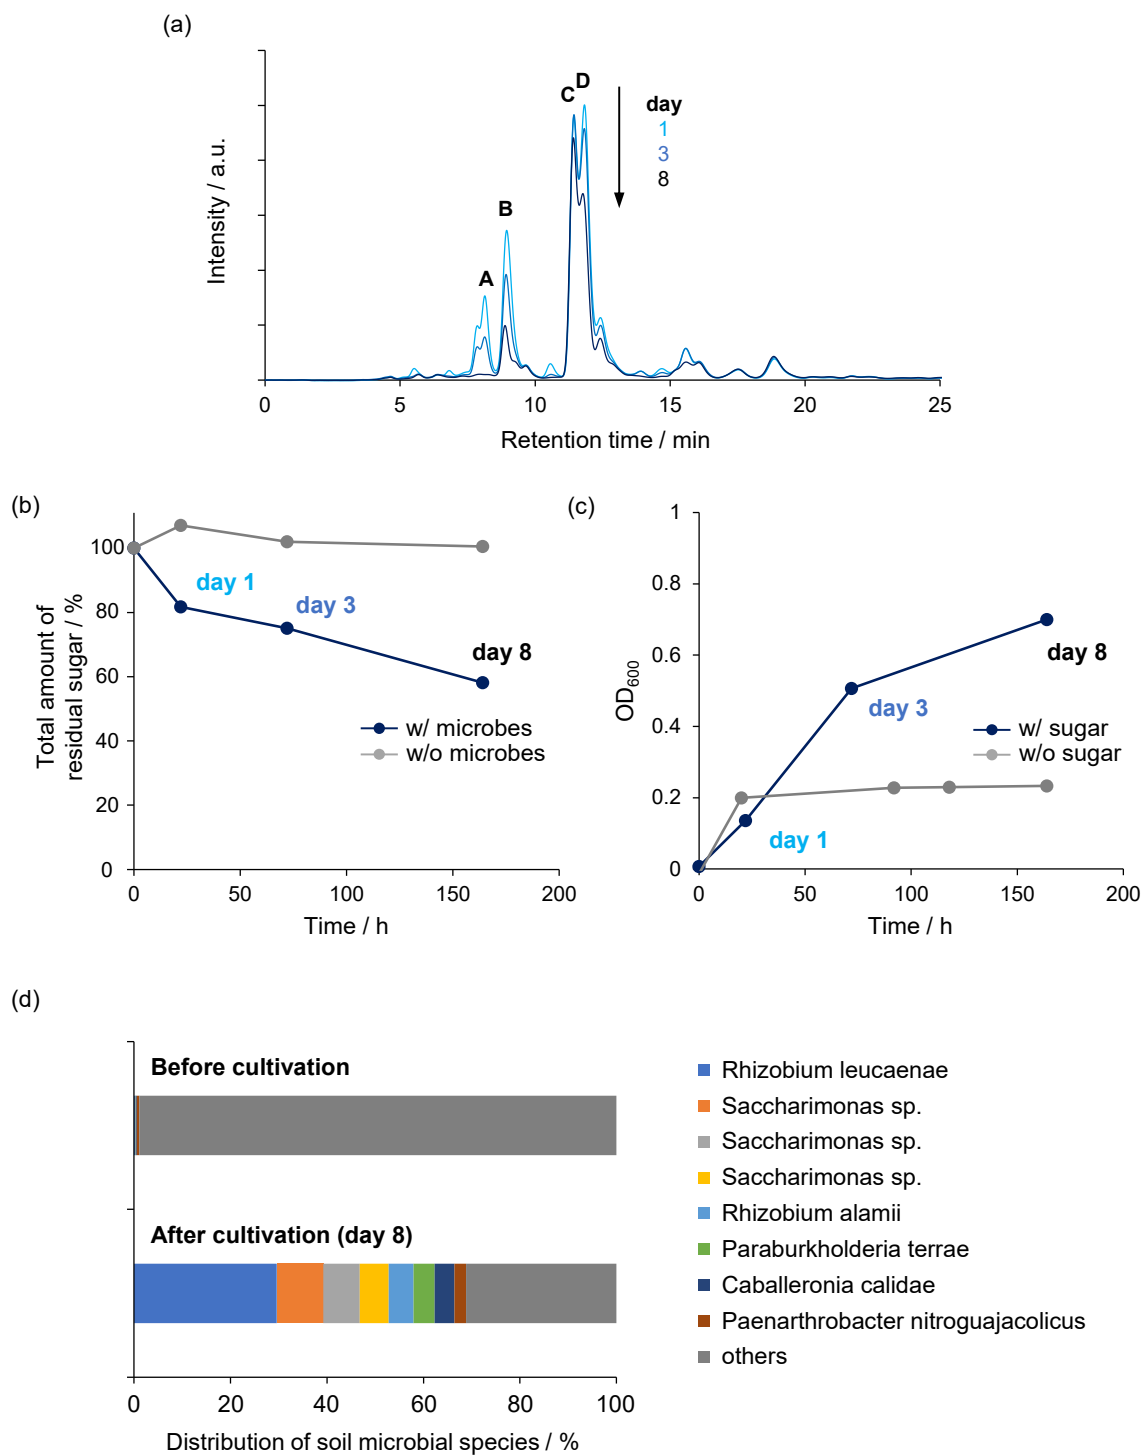 (a)
Intensity / a.u.
A
B
C
D
day
1
3
8
0
5
10
15
20
25
Retention time / min
(b)
Total amount of
residual sugar / %
100
80
60
40
20
0
day 1
day 3
day 8
w/ microbes
w/o microbes
0
50
100
150
200
Time / h
(c)
OD600
1
0.8
0.6
0.4
0.2
0
day 1
day 3
day 8
w/ sugar
w/o sugar
0
50
100
150
200
Time / h
(d)
Before cultivation
After cultivation (day 8)
0
20
40
60
80
100
Distribution of soil microbial species / %
Rhizobium leucaenae
Saccharimonas sp.
Saccharimonas sp.
Saccharimonas sp.
Rhizobium alamii
Paraburkholderia terrae
Caballeronia calidae
Paenarthrobacter nitroguajacolicus
others